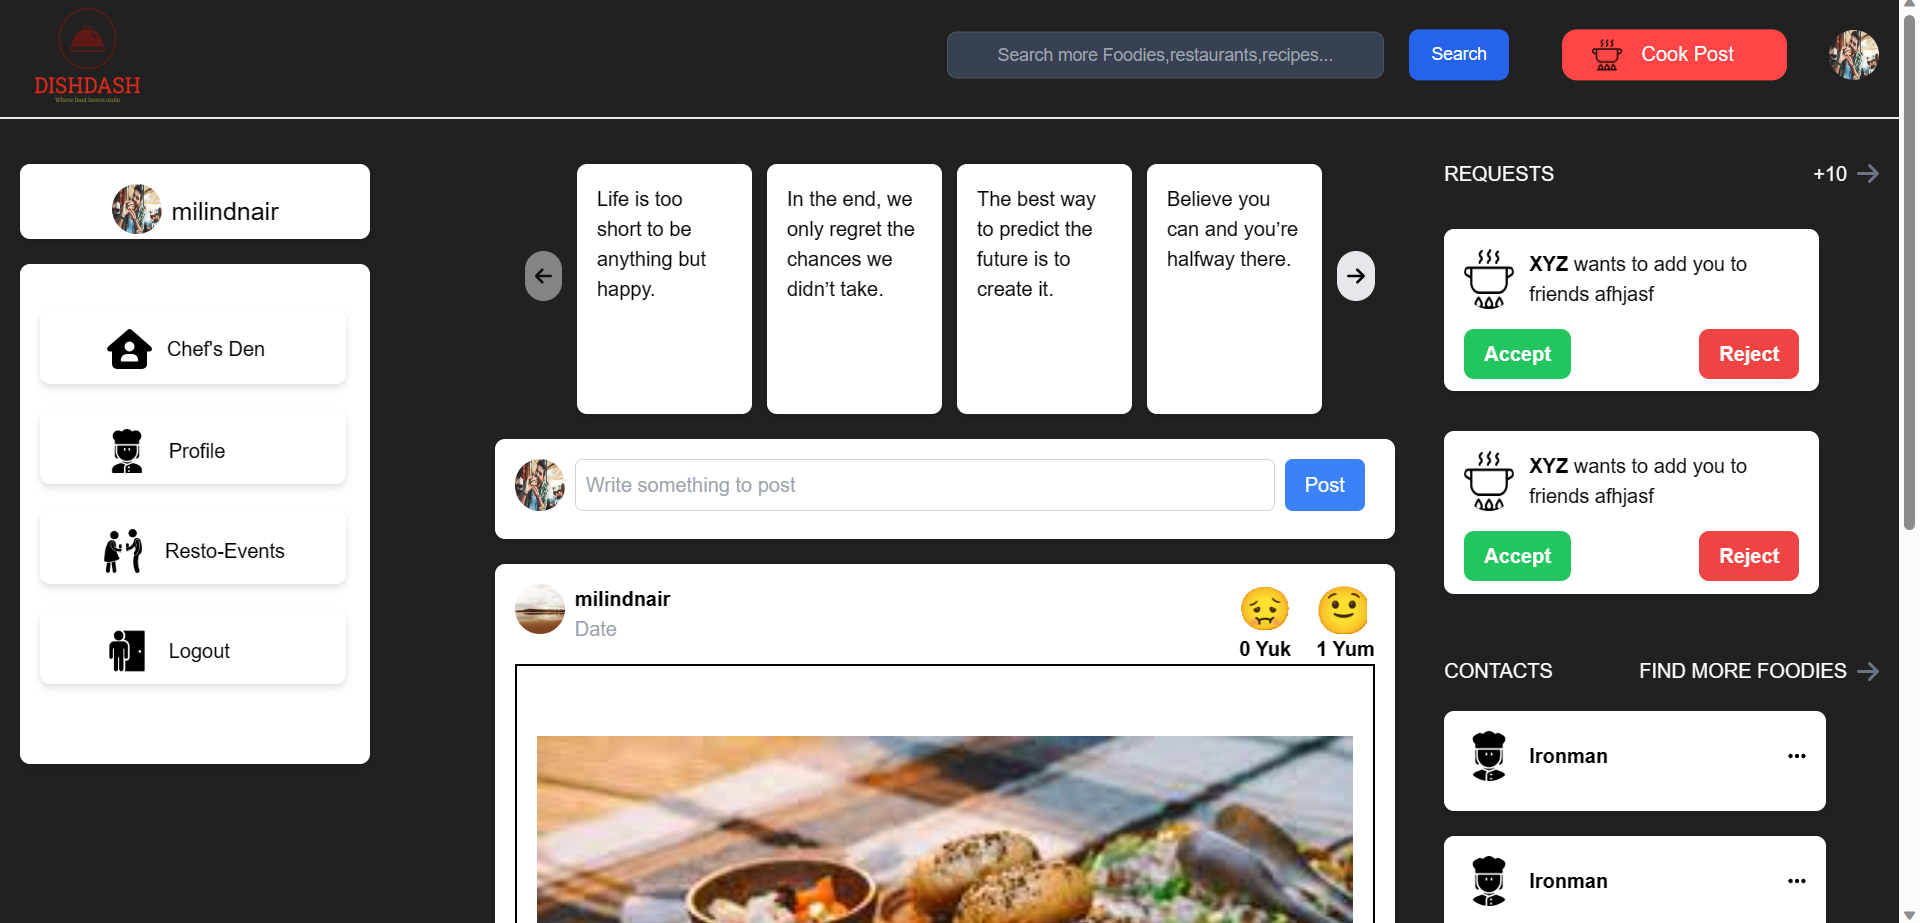 DISHDASH
Where food lovers unite
Search more Foodies,restaurants,recipes...
Search
Cook Post
milindnair
Chef's Den
Profile
Resto-Events
Logout
Life is too
short to be
anything but
happy.
In the end, we
only regret the
chances we
didn’t take.
The best way
to predict the
future is to
create it.
Believe you
can and you’re
halfway there.
Write something to post
Post
milindnair
Date
0 Yuk
1 Yum
REQUESTS
+10
XYZ wants to add you to
friends afhjasf
Accept
Reject
XYZ wants to add you to
friends afhjasf
Accept
Reject
CONTACTS
FIND MORE FOODIES
Ironman
Ironman